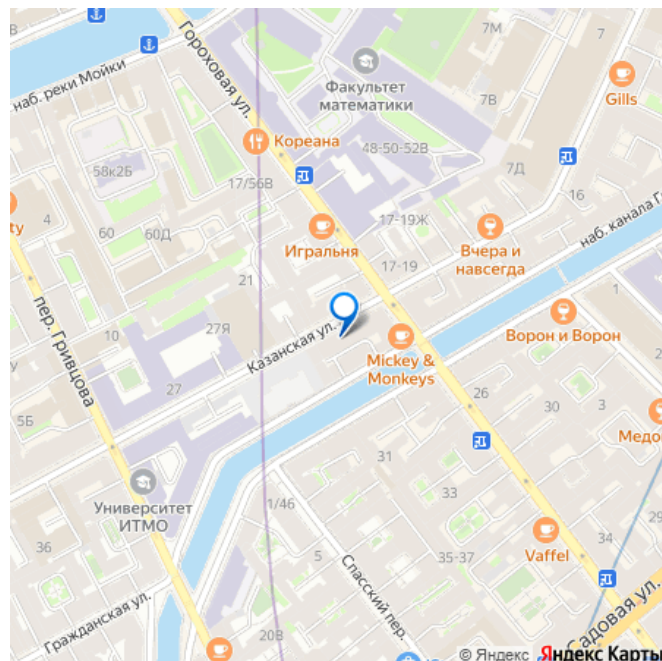 наб. реки Мойки
Гороховая ул.
7М
7
Факультет
математики
7В
Gills
Кореана
48-50-52В
58к2Б
17/56В
7Д
16
4
ty
60
60Д
17-19Ж
Игральня
Вчера и
навсегда
наб. канала Г
17-19
21
пер. Гривцова
10
27Я
Казанская ул.
1
Ворон и Ворон
Mickey &
Monkeys
27
26
30
3
5Б
Медо
31
Университет
ИТМО
33
1/46
29
36
5
Спасский пер.
35-37
Vaffel
34
Гражданская ул.
20В
Садовая ул.
© Яндекс Яндекс Карты